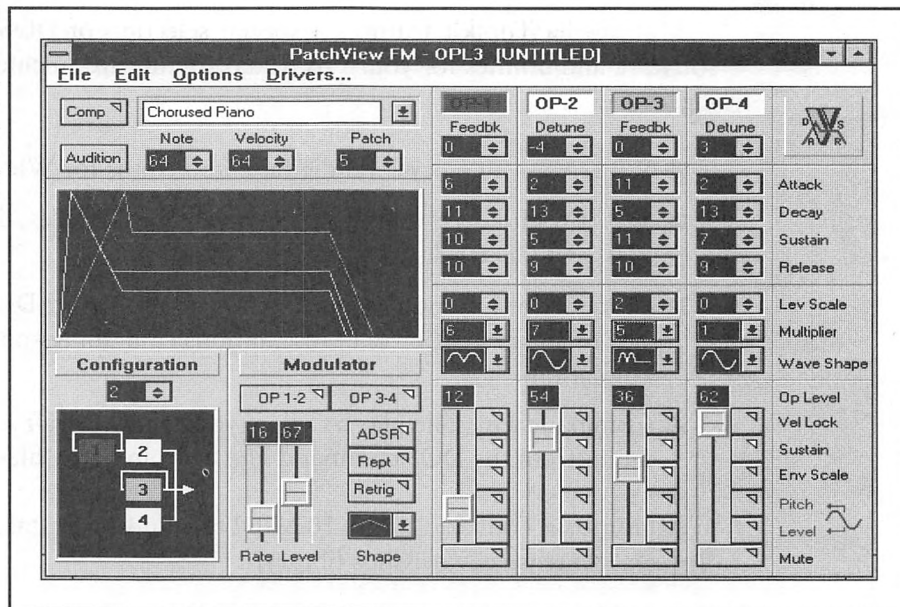 PatchView FM - OPL3 [UNTITLED]
File Edit Options Drivers...
Comp
Chorused Piano
Audition
Note Velocity Patch
64 64 5
OP-1 OP-2 OP-3 OP-4
Feedbk Detune Feedbk Detune
0 -4 0 3
D S A R
6 2 11 2 Attack
11 13 5 13 Decay
10 5 11 7 Sustain
10 9 10 9 Release
0 0 2 0 Lev Scale
6 7 5 1 Multiplier
Wave Shape
Configuration
2
1 2
3
4
Modulator
OP 1-2 OP 3-4
16 67
ADSR
Rept
Retrig
Rate Level Shape
12 54 36 62 Op Level
Vel Lock
Sustain
Env Scale
Pitch
Level
Mute